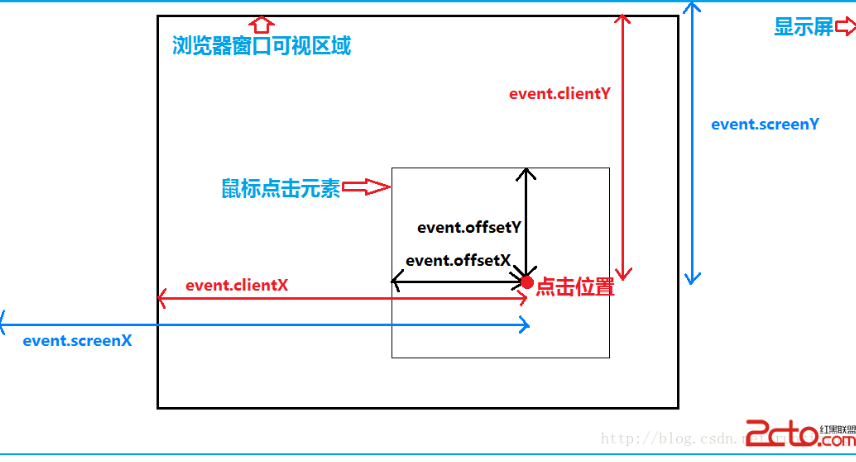 显示屏
浏览器窗口可视区域
event.clientY
event.screenY
鼠标点击元素
event.offsetY
event.offsetX
event.clientX
点击位置
event.screenX
http://blog.csdn.net
2cto.com
红黑联盟